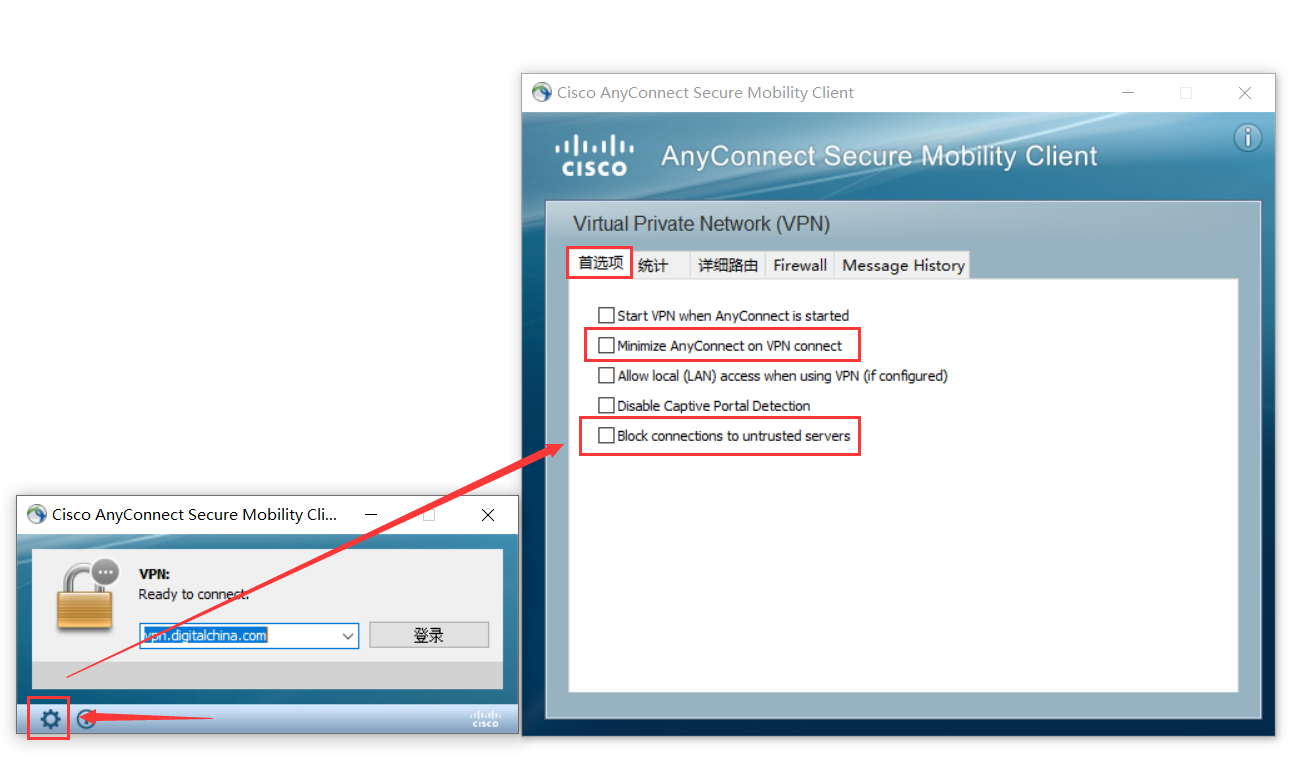 Cisco AnyConnect Secure Mobility Client
CISCO
AnyConnect Secure Mobility Client
Virtual Private Network (VPN)
首选项 统计 详细路由 Firewall Message History
Start VPN when AnyConnect is started
Minimize AnyConnect on VPN connect
Allow local (LAN) access when using VPN (if configured)
Disable Captive Portal Detection
Block connections to untrusted servers
Cisco AnyConnect Secure Mobility Cli...
VPN:
Ready to connect.
vpn.digitalchina.com 登录
CISCO